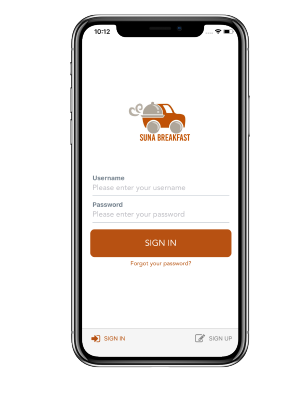 10:12
SUNA BREAKFAST
Username
Please enter your username
Password
Please enter your password
SIGN IN
Forgot your password?
SIGN IN
SIGN UP